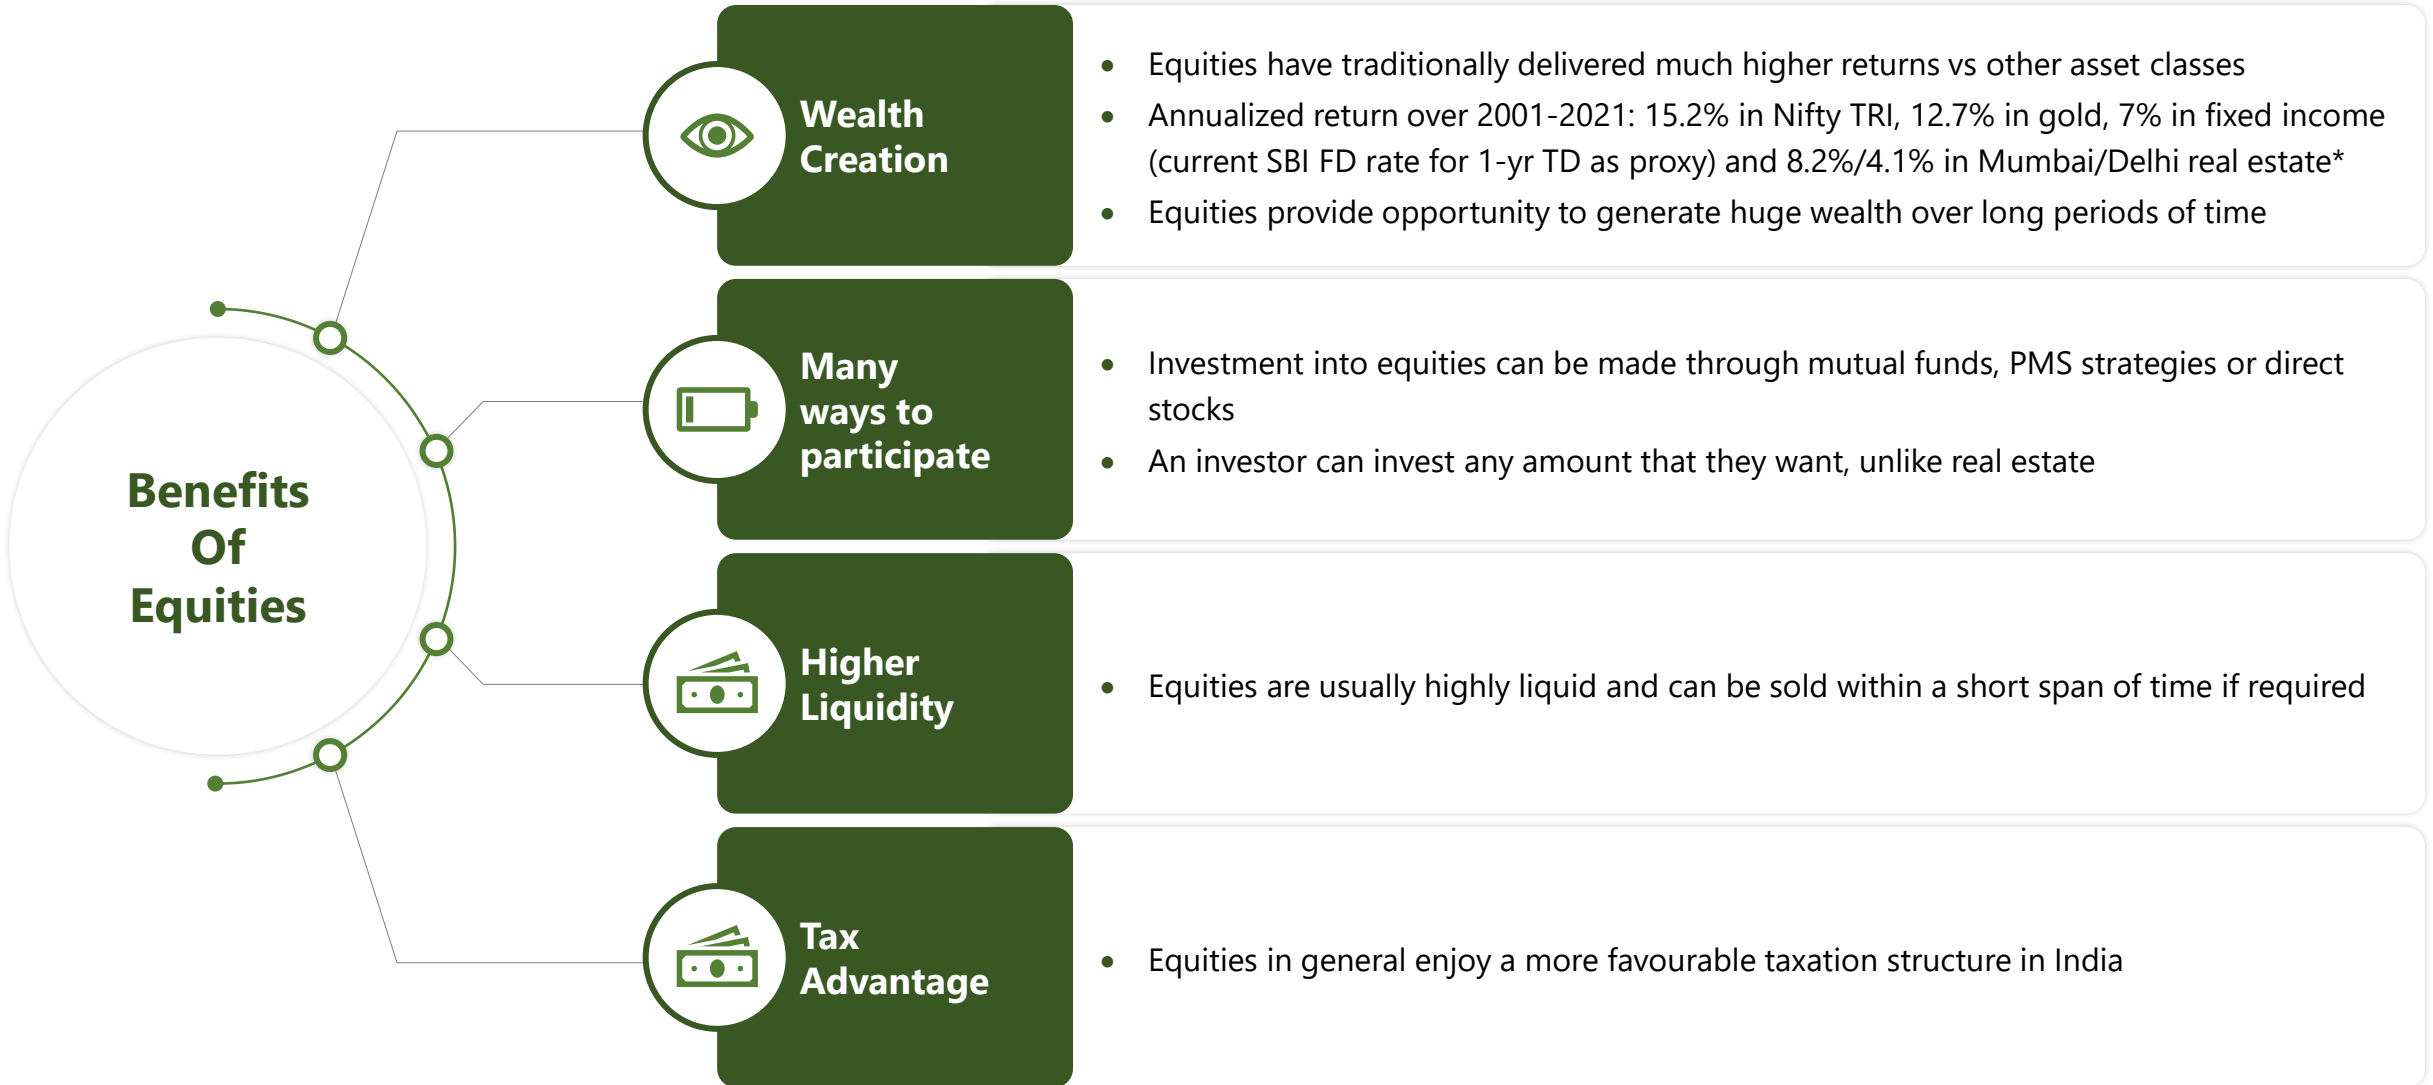 Benefits
Of
Equities
Wealth
Creation
• Equities have traditionally delivered much higher returns vs other asset classes
• Annualized return over 2001-2021: 15.2% in Nifty TRI, 12.7% in gold, 7% in fixed income
(current SBI FD rate for 1-yr TD as proxy) and 8.2%/4.1% in Mumbai/Delhi real estate*
• Equities provide opportunity to generate huge wealth over long periods of time
Many
ways to
participate
• Investment into equities can be made through mutual funds, PMS strategies or direct
stocks
• An investor can invest any amount that they want, unlike real estate
Higher
Liquidity
• Equities are usually highly liquid and can be sold within a short span of time if required
Tax
Advantage
• Equities in general enjoy a more favourable taxation structure in India